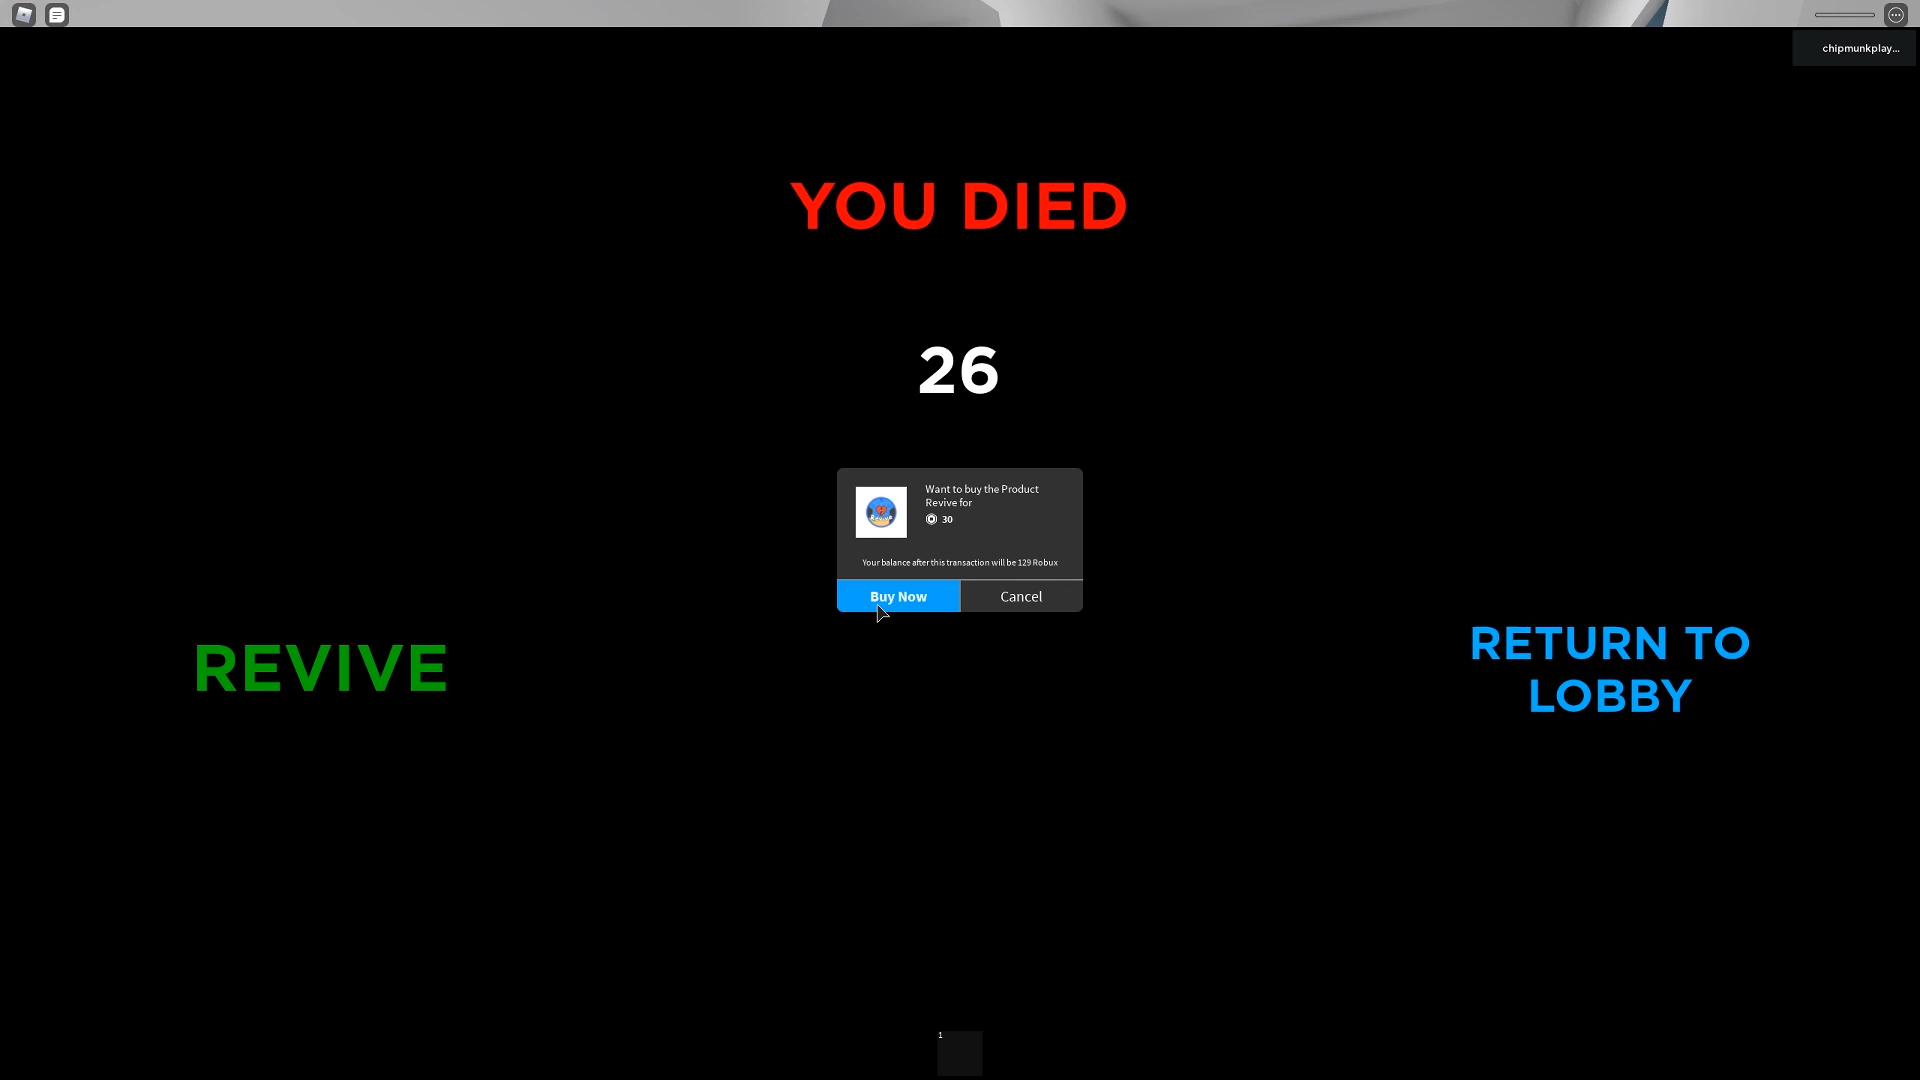 chipmunkplay...
YOU DIED
26
Want to buy the Product
Revive for
30
Your balance after this transaction will be 129 Robux
Buy Now
Cancel
REVIVE
RETURN TO
LOBBY
1